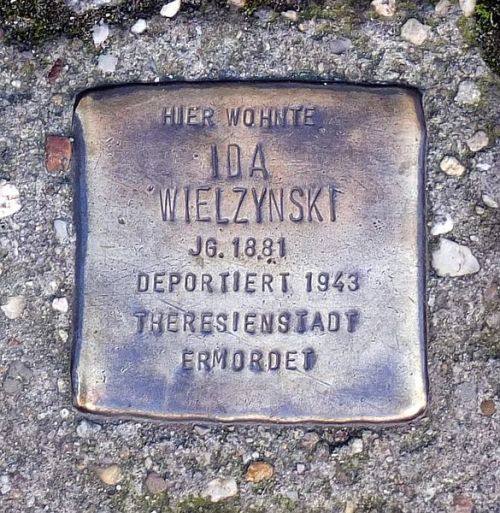 HIER WOHNTE
IDA
WIELZYNSKI
JG. 1881
DEPORTIERT 1943
THERESIENSTADT
ERMORDET